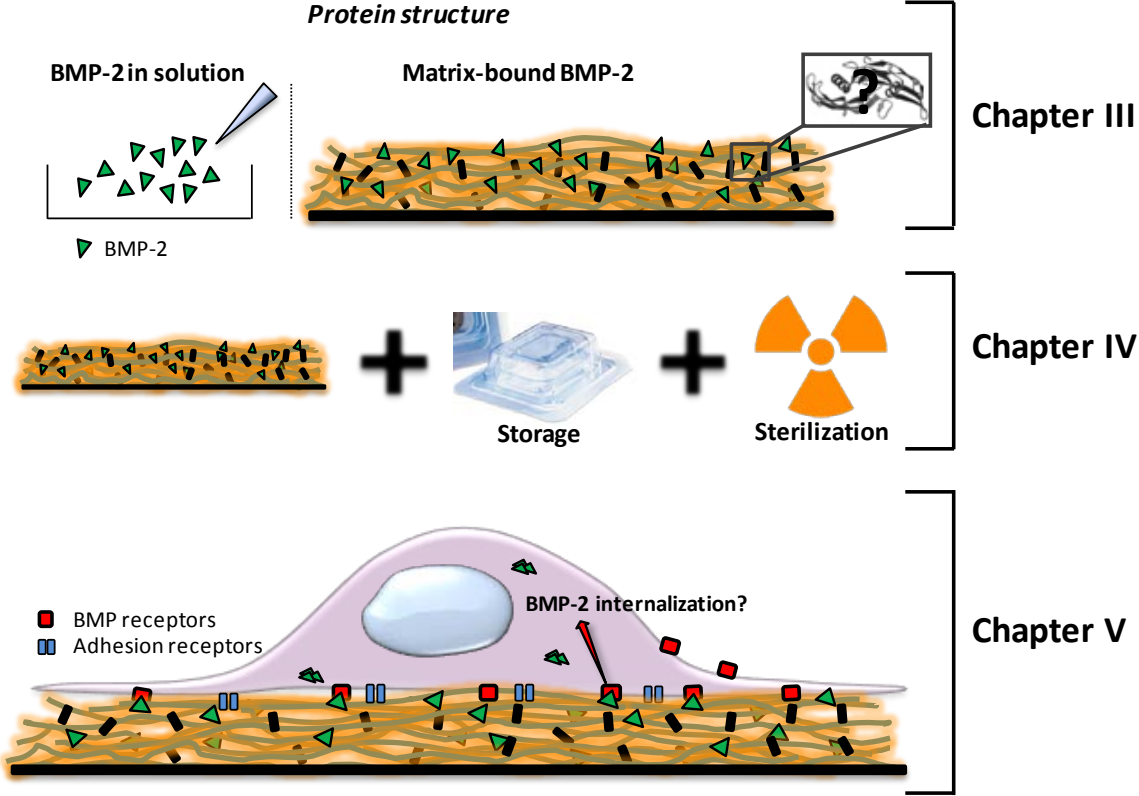 Protein structure
BMP-2 in solution
Matrix-bound BMP-2
?
Chapter III
BMP-2
Chapter IV
Storage
Sterilization
BMP-2 internalization?
BMP receptors
Adhesion receptors
Chapter V